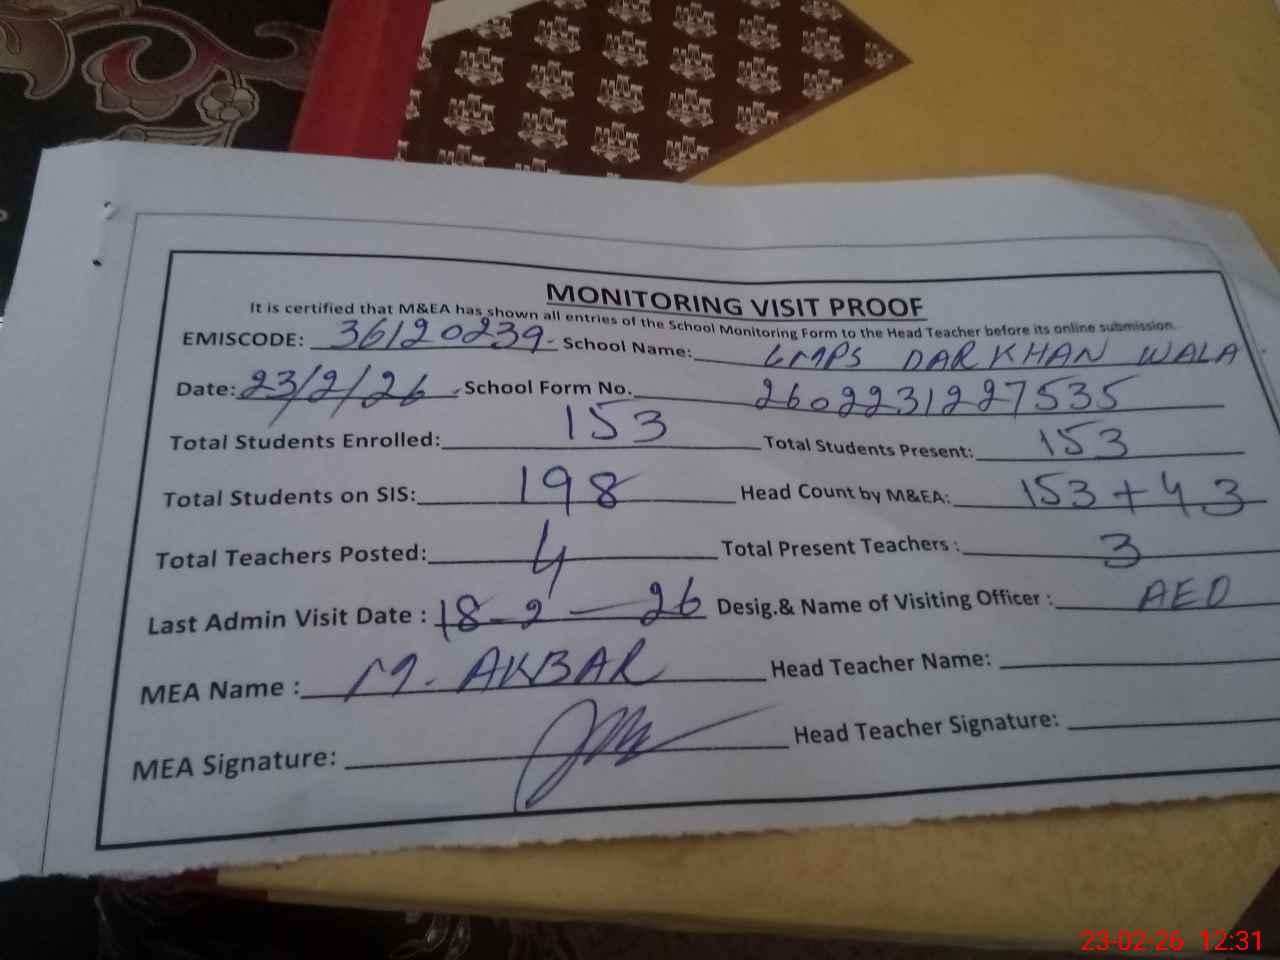 MONITORING VISIT PROOF
It is certified that M&EA has shown all entries of the School Monitoring Form to the Head Teacher before its online submission.
EMISCODE: 36120239- School Name: GMPS DARKHAN WALA
Date: 23/2/26 School Form No. 2602231227535
Total Students Enrolled: 153 Total Students Present: 153
Total Students on SIS: 198 Head Count by M&EA: 153+43
Total Teachers Posted: 4 Total Present Teachers : 3
Last Admin Visit Date : 18-2-26 Desig.& Name of Visiting Officer : AEO
MEA Name : M. AKBAR Head Teacher Name:
MEA Signature: Head Teacher Signature:
23-02-26 12:31